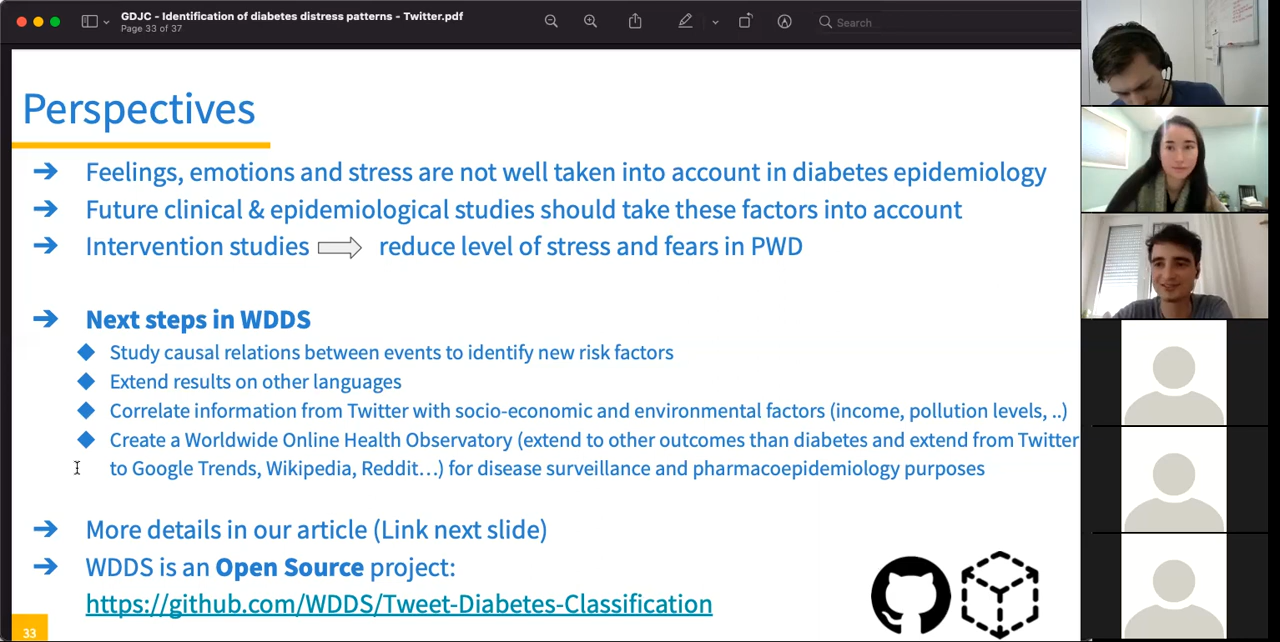 GDJC - Identification of diabetes distress patterns - Twitter.pdf
Page 33 of 37
Search
Perspectives
➔ Feelings, emotions and stress are not well taken into account in diabetes epidemiology
➔ Future clinical & epidemiological studies should take these factors into account
➔ Intervention studies ⇒ reduce level of stress and fears in PWD
➔ Next steps in WDDS
◆ Study causal relations between events to identify new risk factors
◆ Extend results on other languages
◆ Correlate information from Twitter with socio-economic and environmental factors (income, pollution levels, ..)
◆ Create a Worldwide Online Health Observatory (extend to other outcomes than diabetes and extend from Twitter
to Google Trends, Wikipedia, Reddit…) for disease surveillance and pharmacoepidemiology purposes
➔ More details in our article (Link next slide)
➔ WDDS is an Open Source project:
https://github.com/WDDS/Tweet-Diabetes-Classification
33